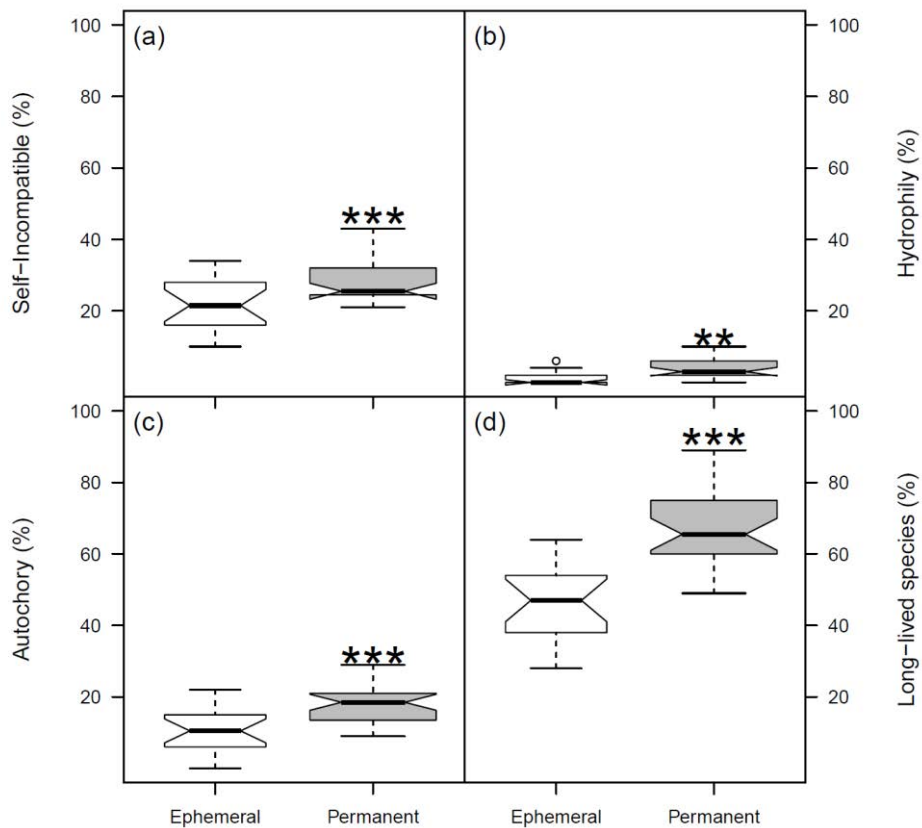 (a)
100
80
60
40
20
Self-Incompatible (%)
***
(b)
100
80
60
40
20
Hydrophily (%)
**
(c)
100
80
60
40
20
Autochory (%)
***
Ephemeral
Permanent
(d)
100
80
60
40
20
Long-lived species (%)
***
Ephemeral
Permanent